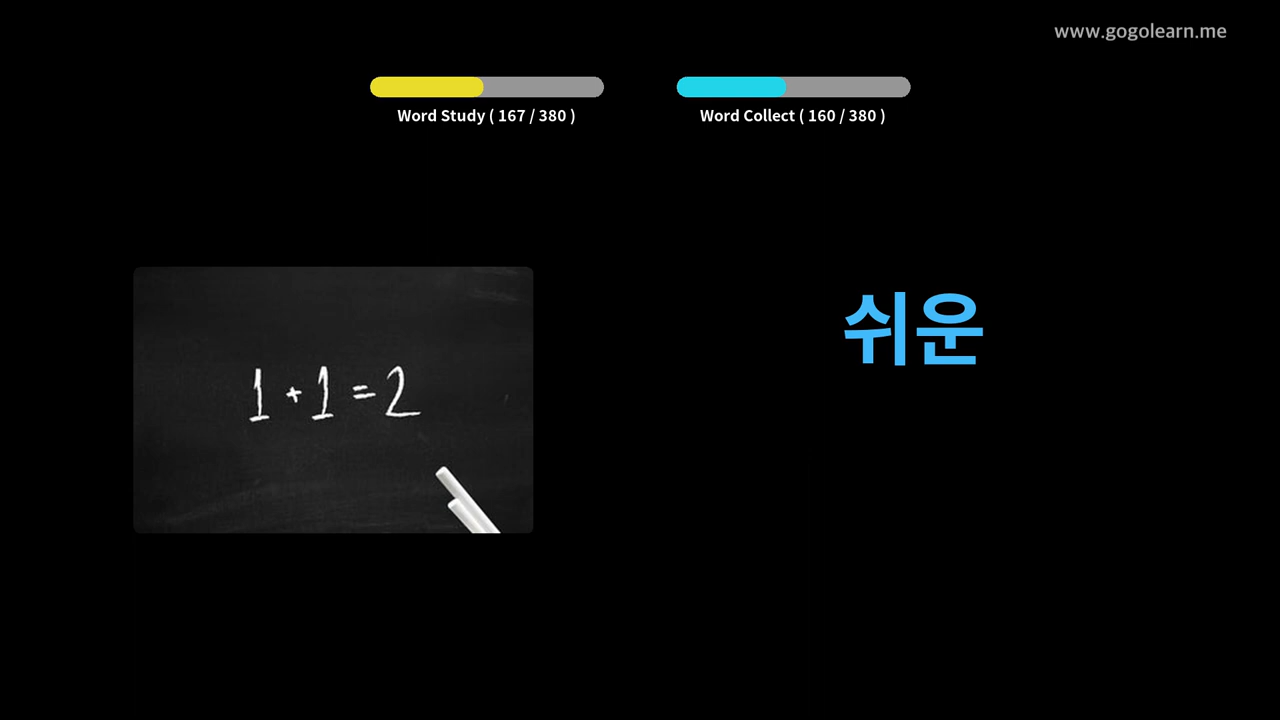 www.gogolearn.me
Word Study ( 167 / 380 )
Word Collect ( 160 / 380 )
1 + 1 = 2
쉬운